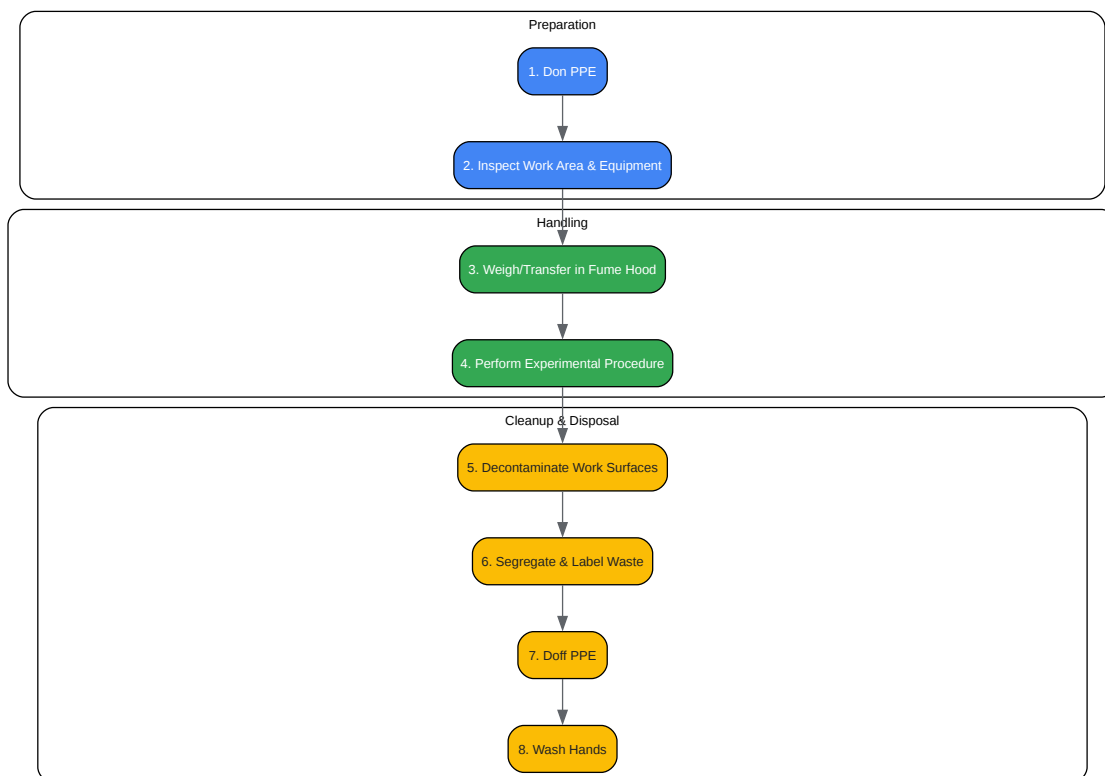 Preparation
1. Don PPE
2. Inspect Work Area & Equipment
Handling
3. Weigh/Transfer in Fume Hood
4. Perform Experimental Procedure
Cleanup & Disposal
5. Decontaminate Work Surfaces
6. Segregate & Label Waste
7. Doff PPE
8. Wash Hands